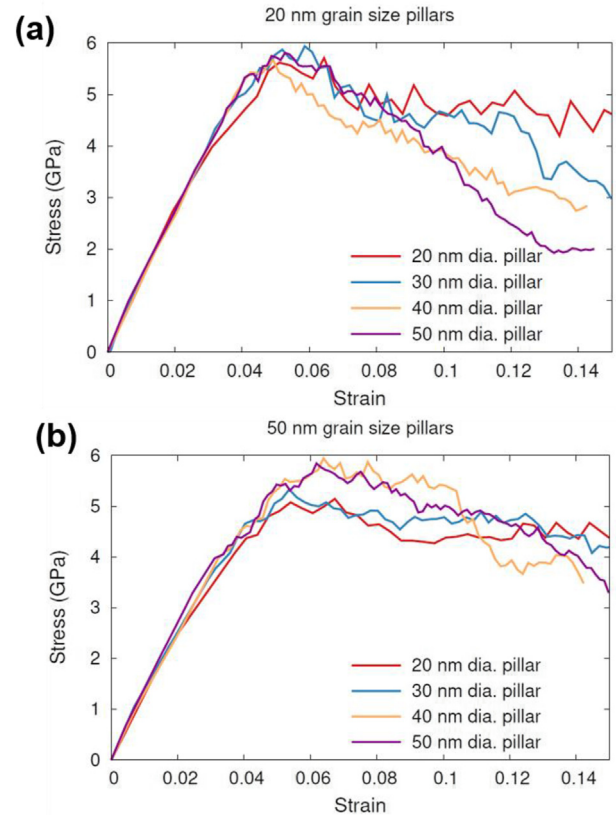 (a)
20 nm grain size pillars
6
5
4
3
2
1
0
Stress (GPa)
20 nm dia. pillar
30 nm dia. pillar
40 nm dia. pillar
50 nm dia. pillar
0 0.02 0.04 0.06 0.08 0.1 0.12 0.14
Strain
(b)
50 nm grain size pillars
6
5
4
3
2
1
0
Stress (GPa)
20 nm dia. pillar
30 nm dia. pillar
40 nm dia. pillar
50 nm dia. pillar
0 0.02 0.04 0.06 0.08 0.1 0.12 0.14
Strain